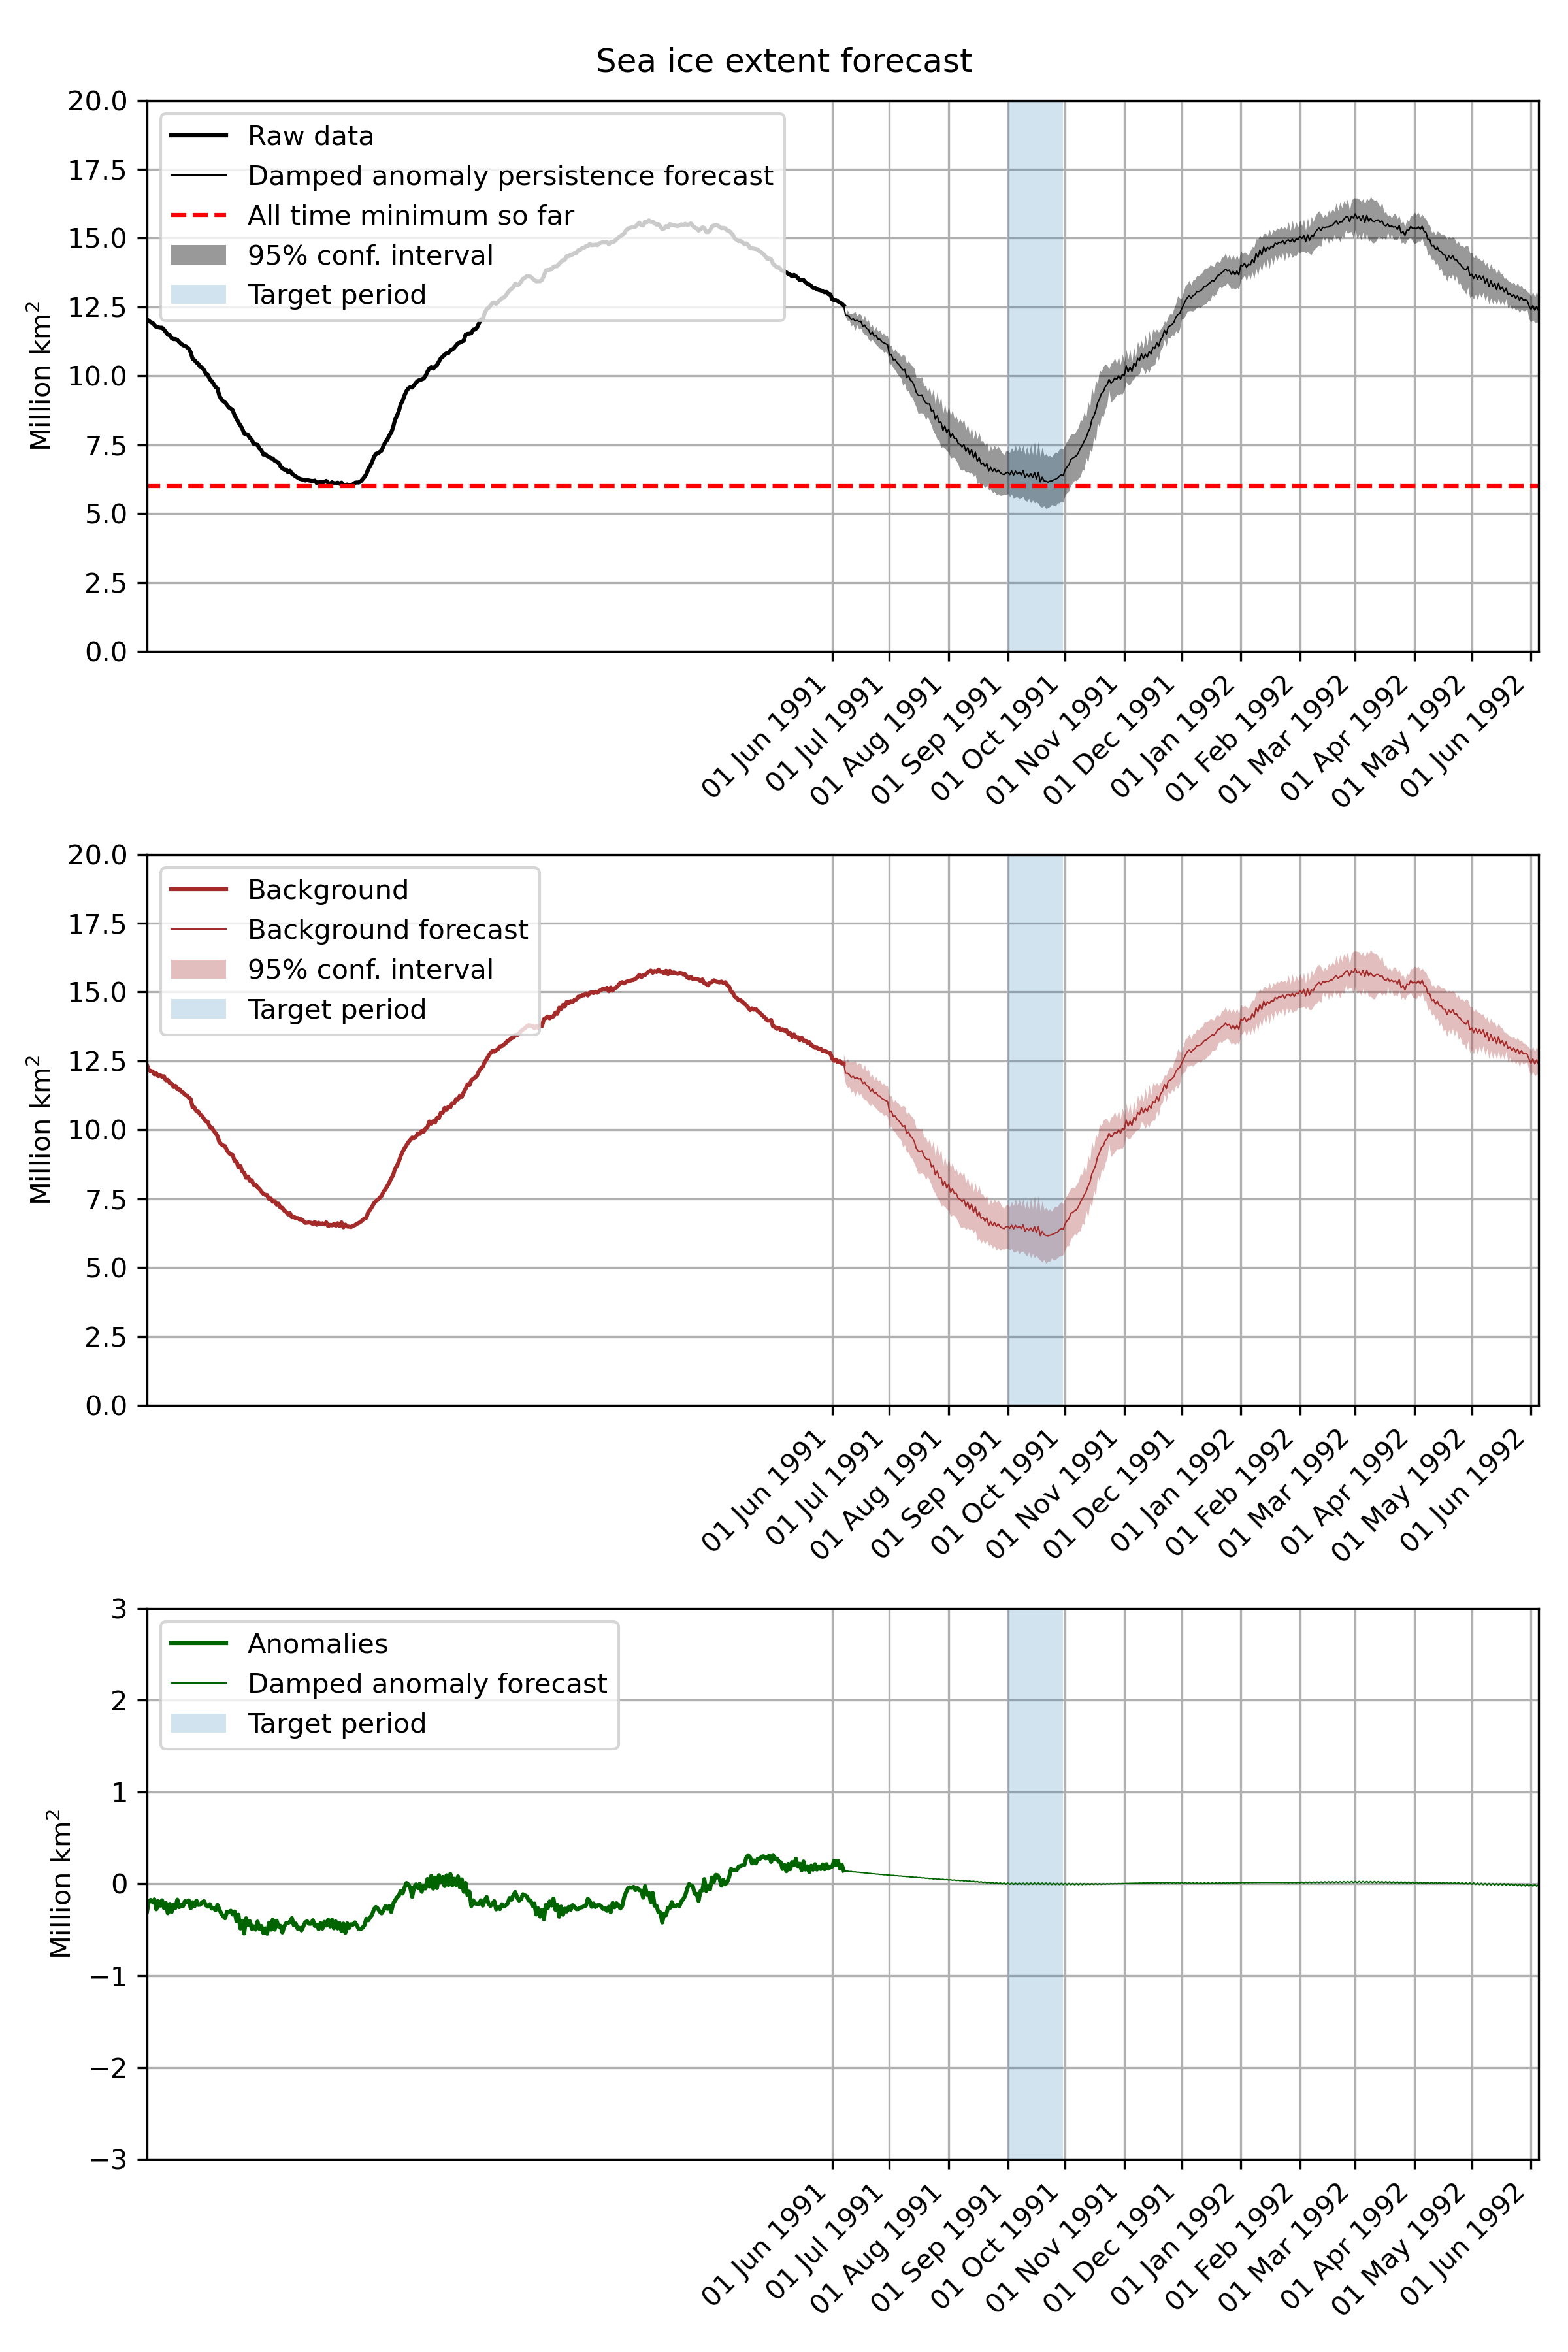 Sea ice extent forecast
20.0
17.5
15.0
12.5
10.0
7.5
5.0
2.5
0.0
Million km²
Raw data
Damped anomaly persistence forecast
All time minimum so far
95% conf. interval
Target period
01 Jun 1991
01 Jul 1991
01 Aug 1991
01 Sep 1991
01 Oct 1991
01 Nov 1991
01 Dec 1991
01 Jan 1992
01 Feb 1992
01 Mar 1992
01 Apr 1992
01 May 1992
01 Jun 1992
20.0
17.5
15.0
12.5
10.0
7.5
5.0
2.5
0.0
Million km²
Background
Background forecast
95% conf. interval
Target period
01 Jun 1991
01 Jul 1991
01 Aug 1991
01 Sep 1991
01 Oct 1991
01 Nov 1991
01 Dec 1991
01 Jan 1992
01 Feb 1992
01 Mar 1992
01 Apr 1992
01 May 1992
01 Jun 1992
3
2
1
0
−1
−2
−3
Million km²
Anomalies
Damped anomaly forecast
Target period
01 Jun 1991
01 Jul 1991
01 Aug 1991
01 Sep 1991
01 Oct 1991
01 Nov 1991
01 Dec 1991
01 Jan 1992
01 Feb 1992
01 Mar 1992
01 Apr 1992
01 May 1992
01 Jun 1992